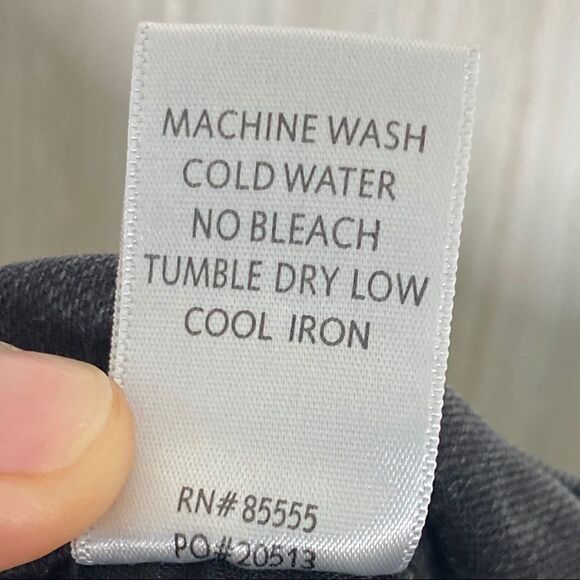 MACHINE WASH
COLD WATER
NO BLEACH
TUMBLE DRY LOW
COOL IRON
RN# 85555
PO# 20513